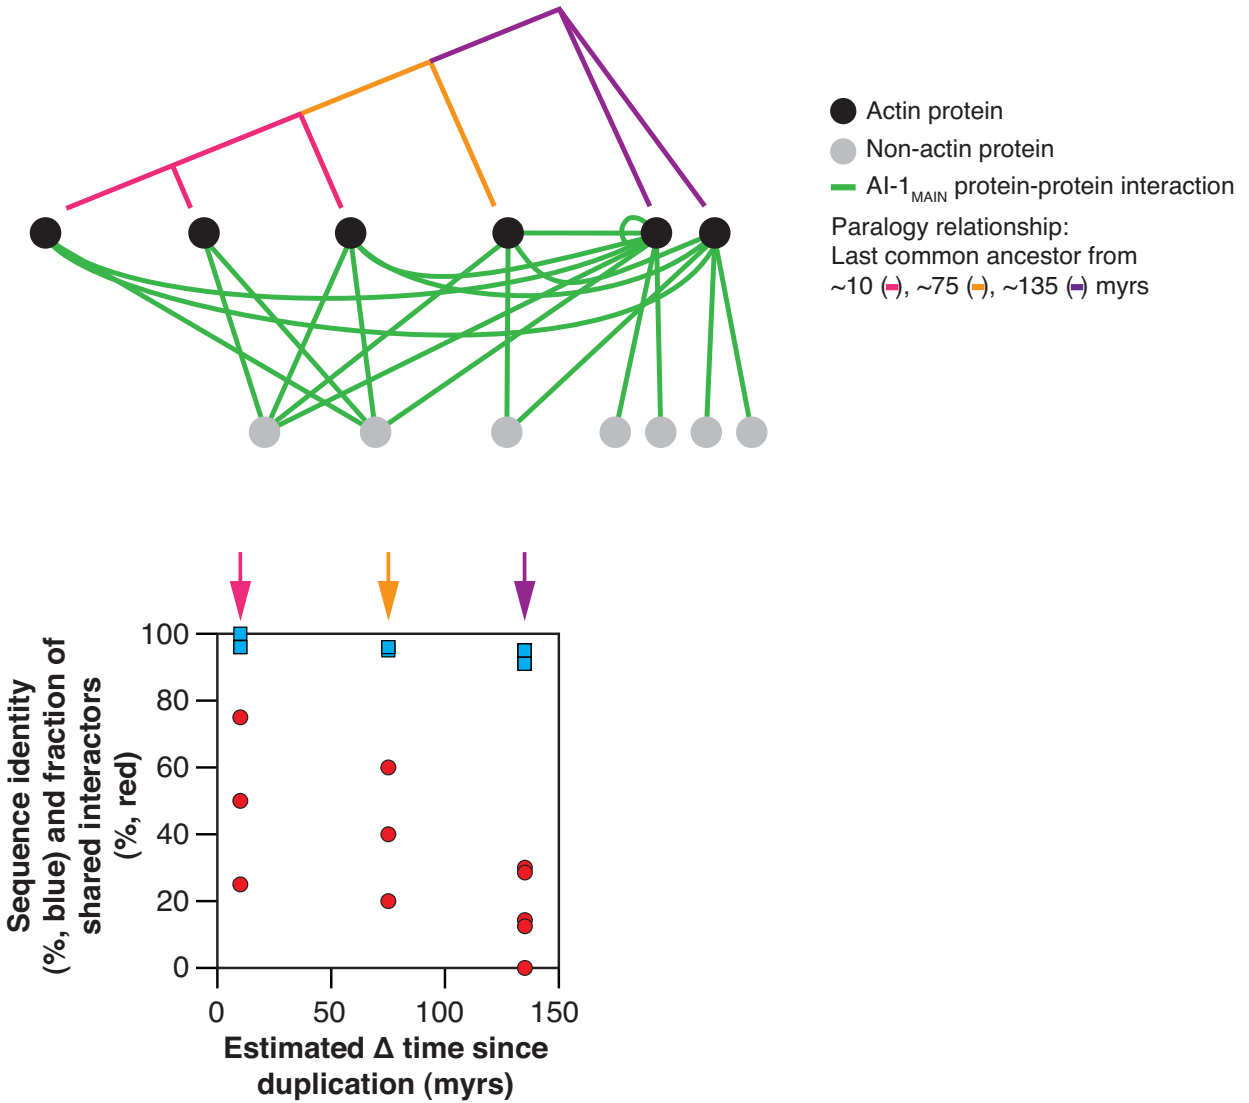 Actin protein
Non-actin protein
AI-1MAIN protein-protein interaction
Paralogy relationship:
Last common ancestor from
~10 (-), ~75 (-), ~135 (-) myrs
100
80
60
40
20
0
Sequence identity
(%, blue) and fraction of
shared interactors
(%, red)
0 50 100 150
Estimated Δ time since
duplication (myrs)